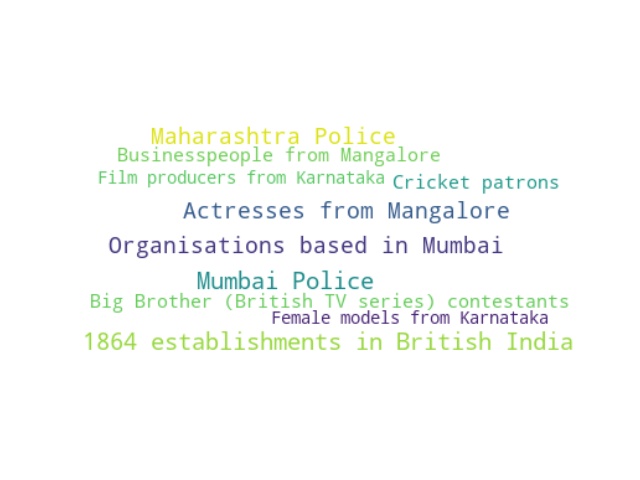 Maharashtra Police
Businesspeople from Mangalore
Film producers from Karnataka
Cricket patrons
Actresses from Mangalore
Organisations based in Mumbai
Mumbai Police
Big Brother (British TV series) contestants
Female models from Karnataka
1864 establishments in British India